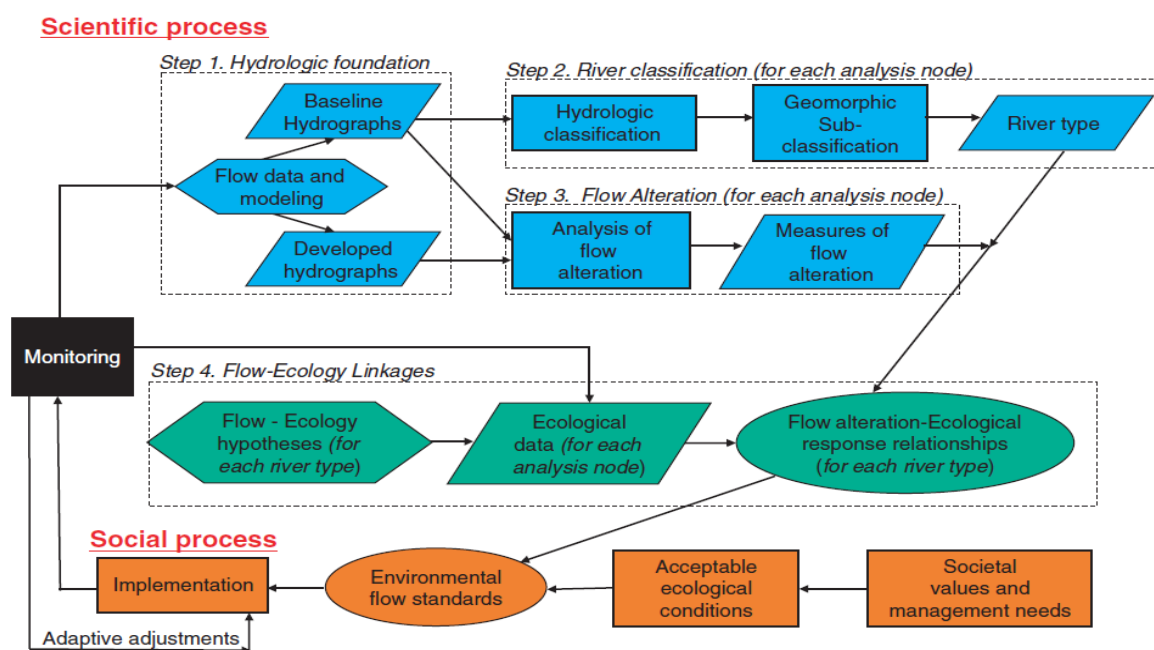 Scientific process
Step 1. Hydrologic foundation
Baseline
Hydrographs
Flow data and
modeling
Developed
hydrographs
Step 2. River classification (for each analysis node)
Hydrologic
classification
Geomorphic
Sub-
classification
River type
Step 3. Flow Alteration (for each analysis node)
Analysis of
flow
alteration
Measures of
flow
alteration
Monitoring
Step 4. Flow-Ecology Linkages
Flow - Ecology
hypotheses (for
each river type)
Ecological
data (for each
analysis node)
Flow alteration-Ecological
response relationships
(for each river type)
Social process
Implementation
Environmental
flow standards
Acceptable
ecological
conditions
Societal
values and
management needs
Adaptive adjustments